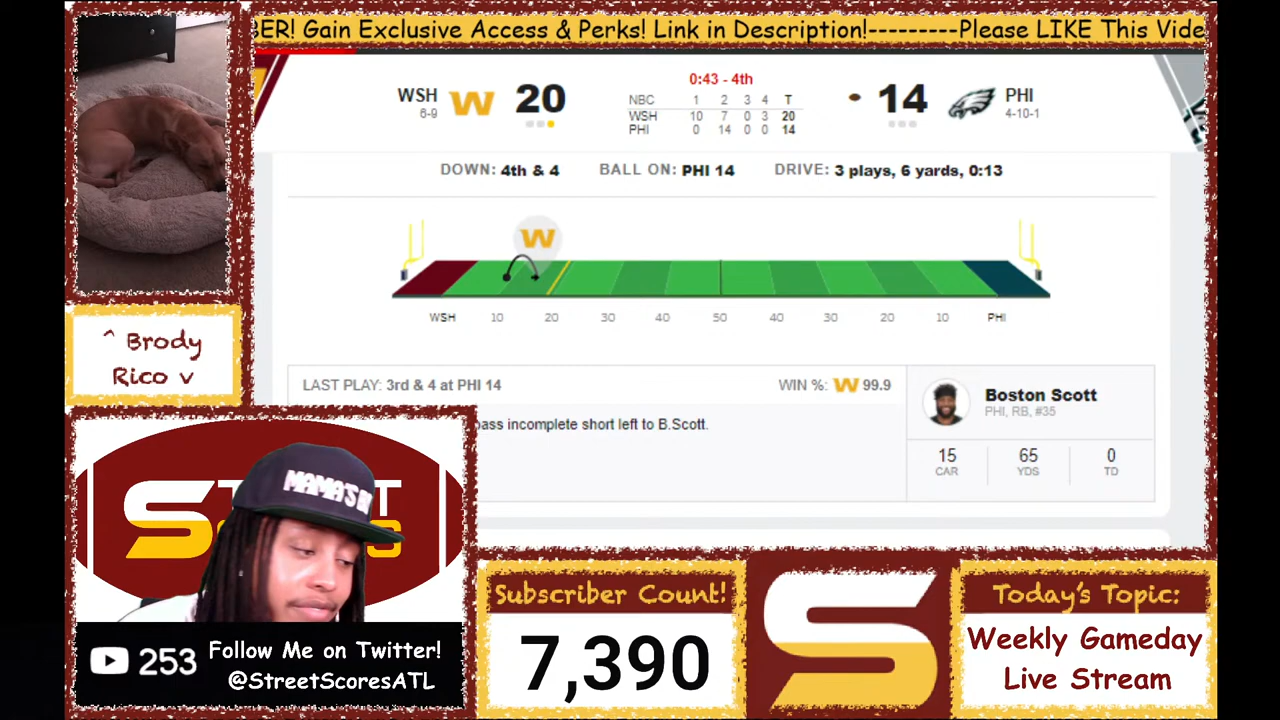 ER! Gain Exclusive Access & Perks! Link in Description!---------Please LIKE This Vide
WSH
6-9
W
20
0:43 - 4th
NBC 1 2 3 4 T
WSH 10 7 0 3 20
PHI 0 14 0 0 14
14
PHI
4-10-1
DOWN: 4th & 4
BALL ON: PHI 14
DRIVE: 3 plays, 6 yards, 0:13
W
WSH 10 20 30 40 50 40 30 20 10 PHI
^ Brody
Rico v
LAST PLAY: 3rd & 4 at PHI 14
WIN %: W 99.9
pass incomplete short left to B.Scott.
Boston Scott
PHI, RB, #35
15 65 0
CAR YDS TD
MAMA'S
253
Follow Me on Twitter!
@StreetScoresATL
Subscriber Count!
7,390
S
Today's Topic:
Weekly Gameday
Live Stream